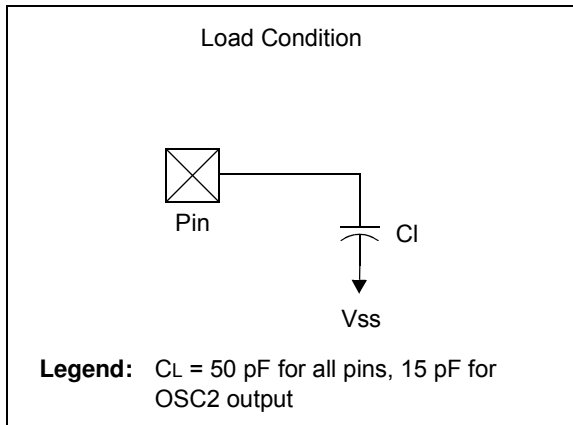 Load Condition
Pin
Cl
Vss
Legend: CL = 50 pF for all pins, 15 pF for
OSC2 output